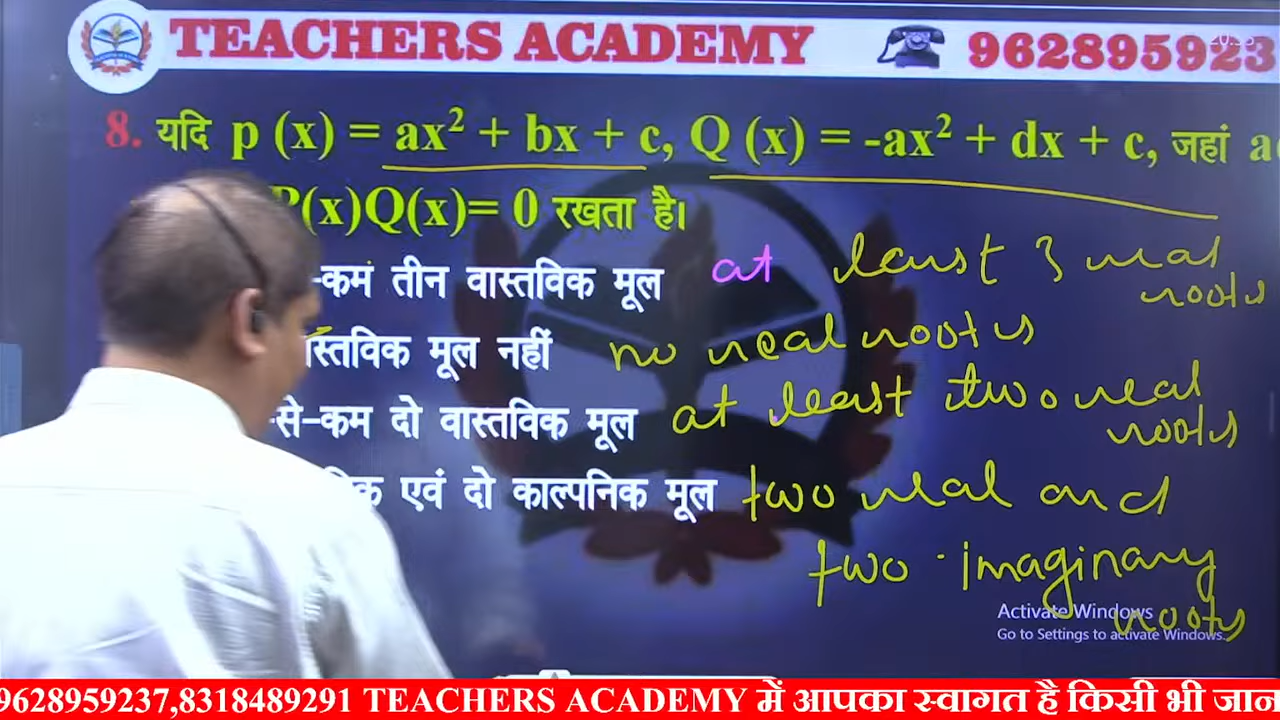 TEACHERS ACADEMY 962895923
8. यदि p (x) = ax² + bx + c, Q (x) = -ax² + dx + c, जहां
P(x)Q(x)= 0 रखता है।
-कम तीन वास्तविक मूल at least 3 real roots
मूल नहीं no real roots
-से-कम दो वास्तविक मूल at least two real roots
एवं दो काल्पनिक मूल two real and
two imaginary roots
Activate Windows
Go to Settings to activate Windows.
9628959237,8318489291 TEACHERS ACADEMY में आपका स्वागत है किसी भी